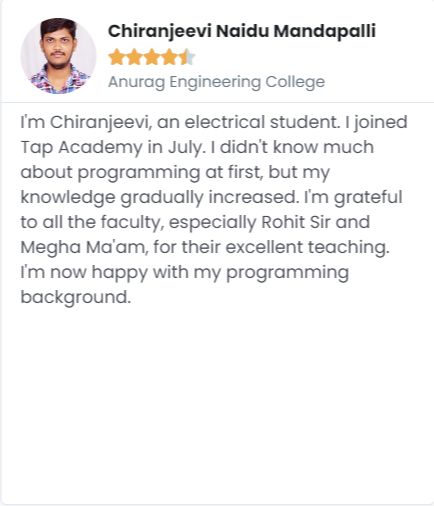 Chiranjeevi Naidu Mandapalli
Anurag Engineering College
I'm Chiranjeevi, an electrical student. I joined
Tap Academy in July. I didn't know much
about programming at first, but my
knowledge gradually increased. I'm grateful
to all the faculty, especially Rohit Sir and
Megha Ma'am, for their excellent teaching.
I'm now happy with my programming
background.